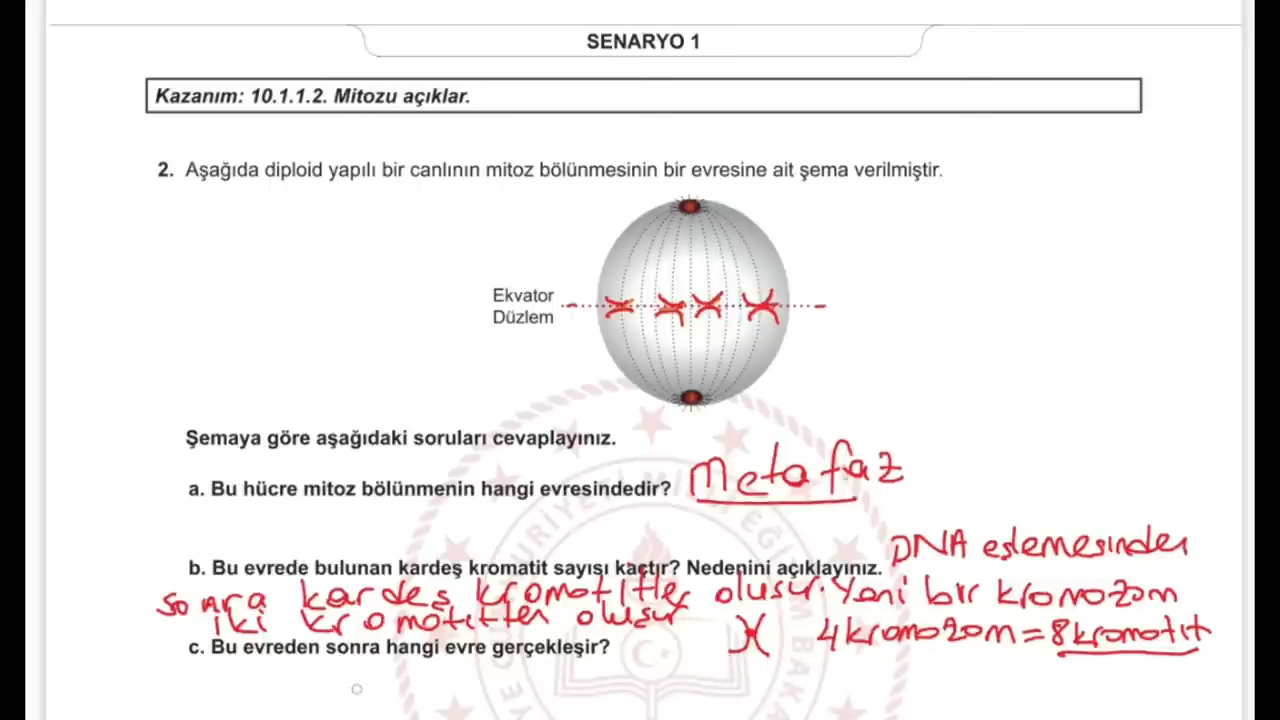 SENARYO 1
Kazanım: 10.1.1.2. Mitozu açıklar.
2. Aşağıda diploid yapılı bir canlının mitoz bölünmesinin bir evresine ait şema verilmiştir.
Ekvator
Düzlem
Şemaya göre aşağıdaki soruları cevaplayınız.
a. Bu hücre mitoz bölünmenin hangi evresindedir? Metafaz
b. Bu evrede bulunan kardeş kromatit sayısı kaçtır? Nedenini açıklayınız. DNA eşlemesinden
sonra kardeş kromotitler oluşur. Yani bir kromozom
iki kromotitten oluşur 4 kromozom = 8 kromotit
c. Bu evreden sonra hangi evre gerçekleşir?